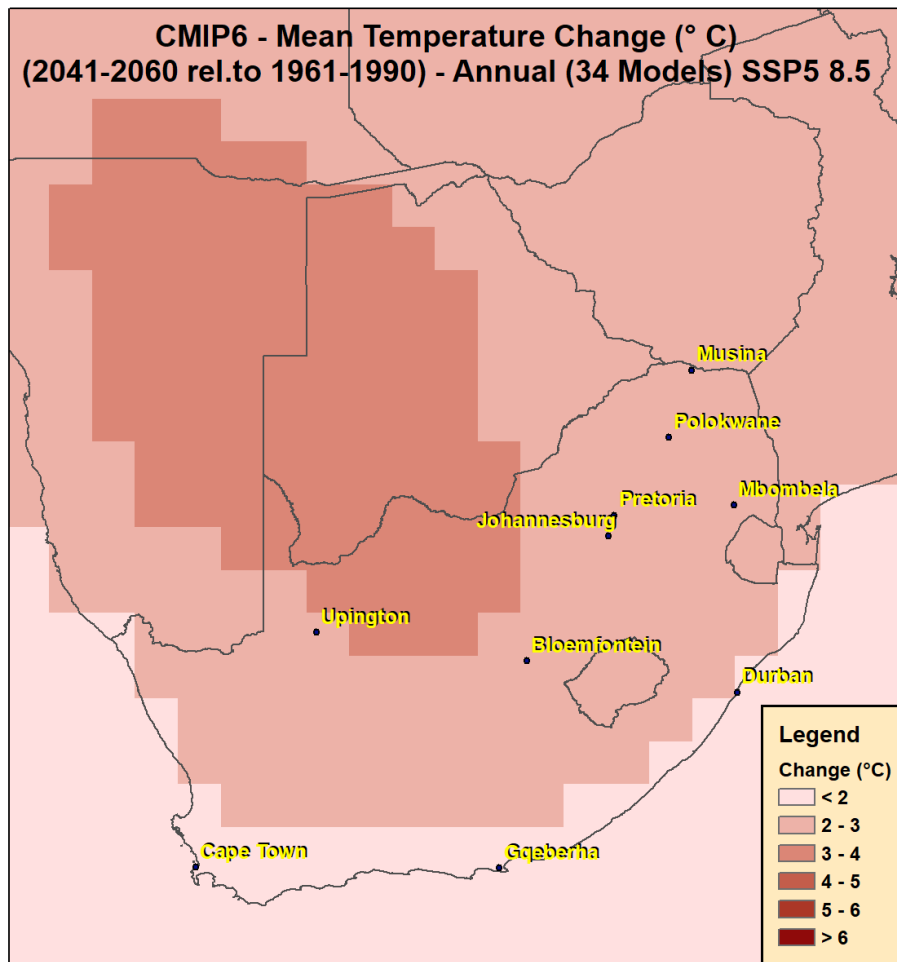 CMIP6 - Mean Temperature Change (° C)
(2041-2060 rel.to 1961-1990) - Annual (34 Models) SSP5 8.5
Musina
Polokwane
Mbombela
Pretoria
Johannesburg
Upington
Bloemfontein
Durban
Cape Town
Gqeberha
Legend
Change (°C)
< 2
2 - 3
3 - 4
4 - 5
5 - 6
> 6